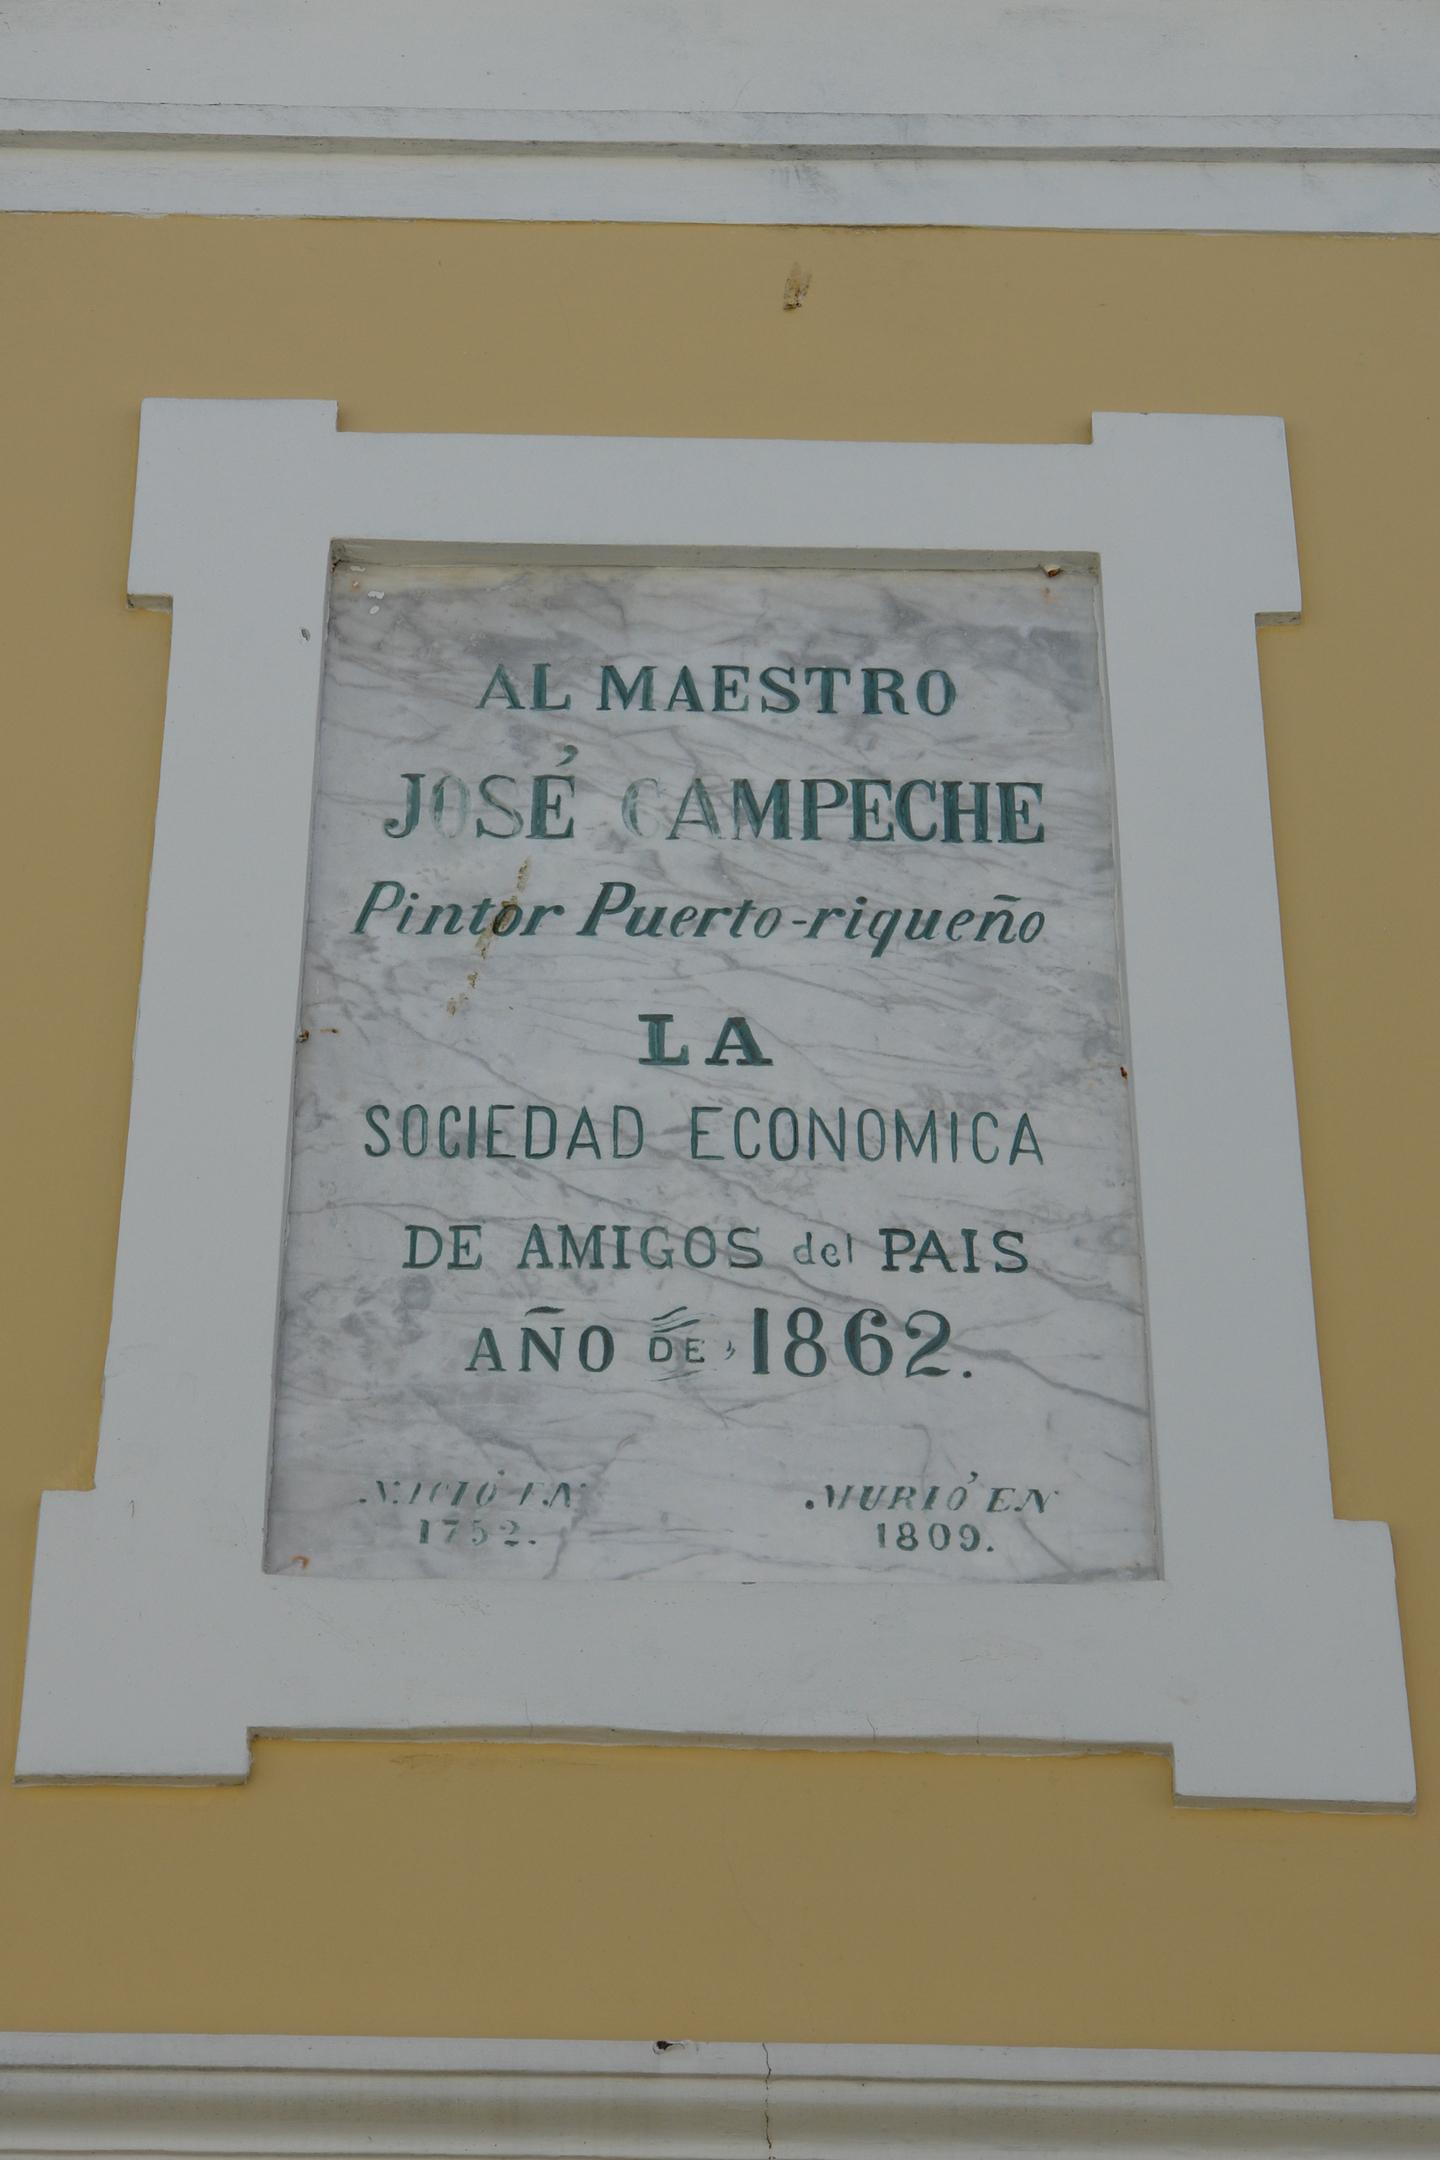 AL MAESTRO
JOSÉ CAMPECHE
Pintor Puerto-riqueño
LA
SOCIEDAD ECONOMICA
DE AMIGOS del PAIS
AÑO DE 1862.
NACIÓ EN
1752.
MURIÓ EN
1809.